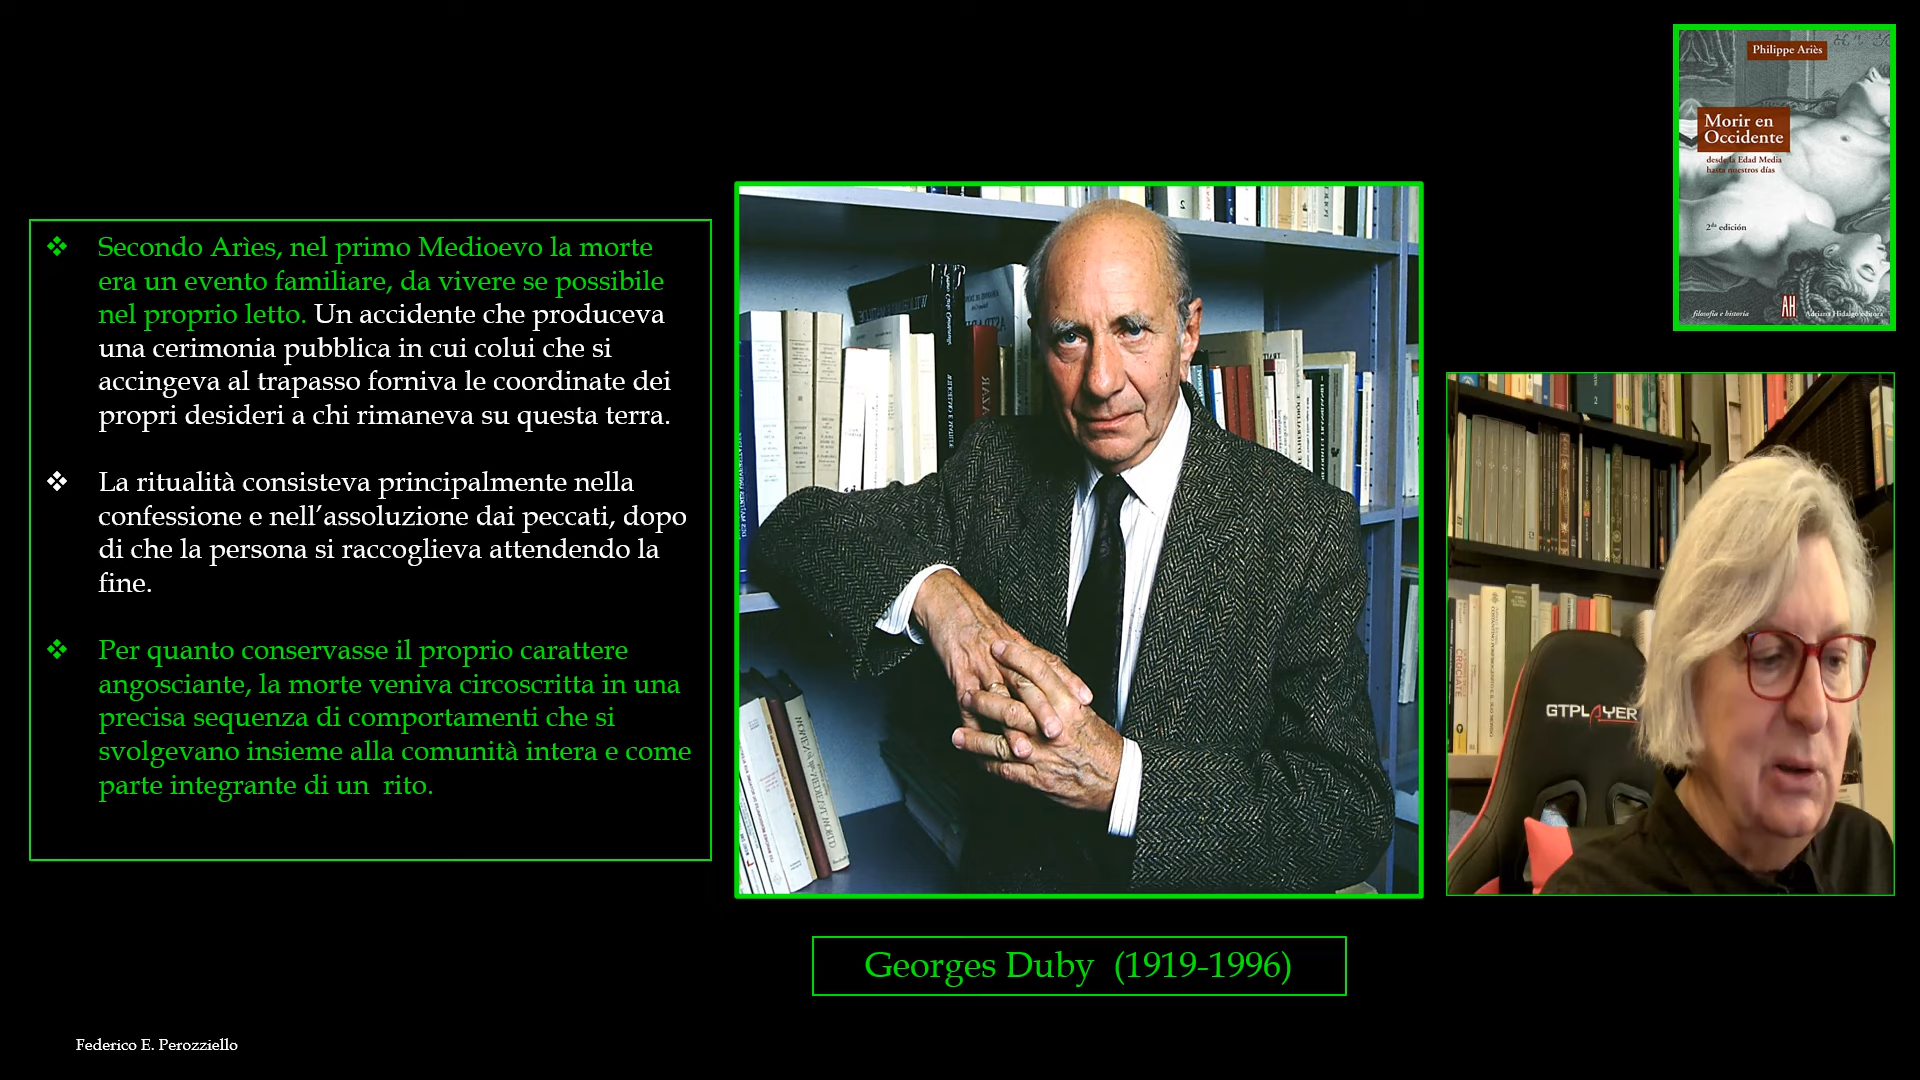 Philippe Ariès
Morir en
Occidente
desde la Edad Media
hasta nuestros días
2da edición
filosofía e historia
AH
Adriana Hidalgo editora
❖ Secondo Arìes, nel primo Medioevo la morte
era un evento familiare, da vivere se possibile
nel proprio letto. Un accidente che produceva
una cerimonia pubblica in cui colui che si
accingeva al trapasso forniva le coordinate dei
propri desideri a chi rimaneva su questa terra.
❖ La ritualità consisteva principalmente nella
confessione e nell’assoluzione dai peccati, dopo
di che la persona si raccoglieva attendendo la
fine.
❖ Per quanto conservasse il proprio carattere
angosciante, la morte veniva circoscritta in una
precisa sequenza di comportamenti che si
svolgevano insieme alla comunità intera e come
parte integrante di un  rito.
GTPLAYER
CROCIATE
Georges Duby  (1919-1996)
Federico E. Perozziello